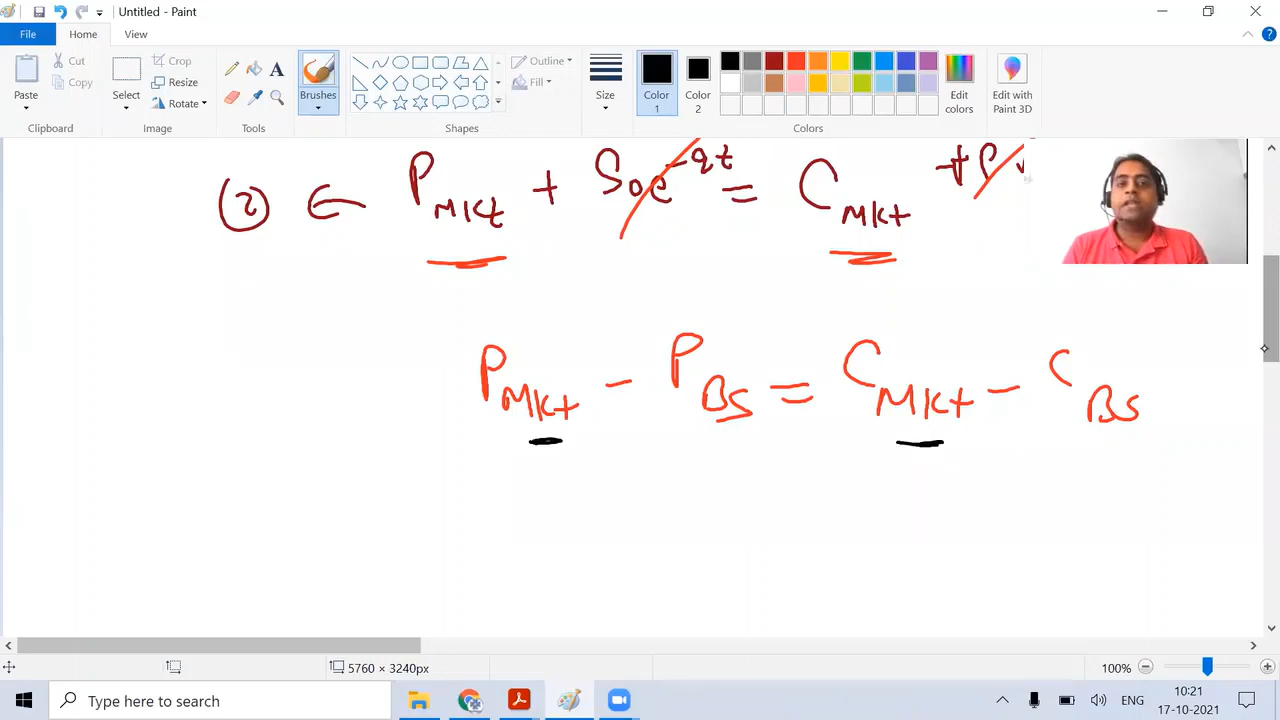 Untitled - Paint
File Home View
Paste Cut Copy Select Crop Resize Rotate Brushes Outline Fill Size Color 1 Color 2 Edit colors Edit with Paint 3D
Clipboard Image Tools Shapes Colors
(2) ← P_MKt + S₀e^-qt = C_MKt + P
P_MKt - P_BS = C_MKt - C_BS
5760 × 3240px 100%
Type here to search ENG 10:21
17-10-2021